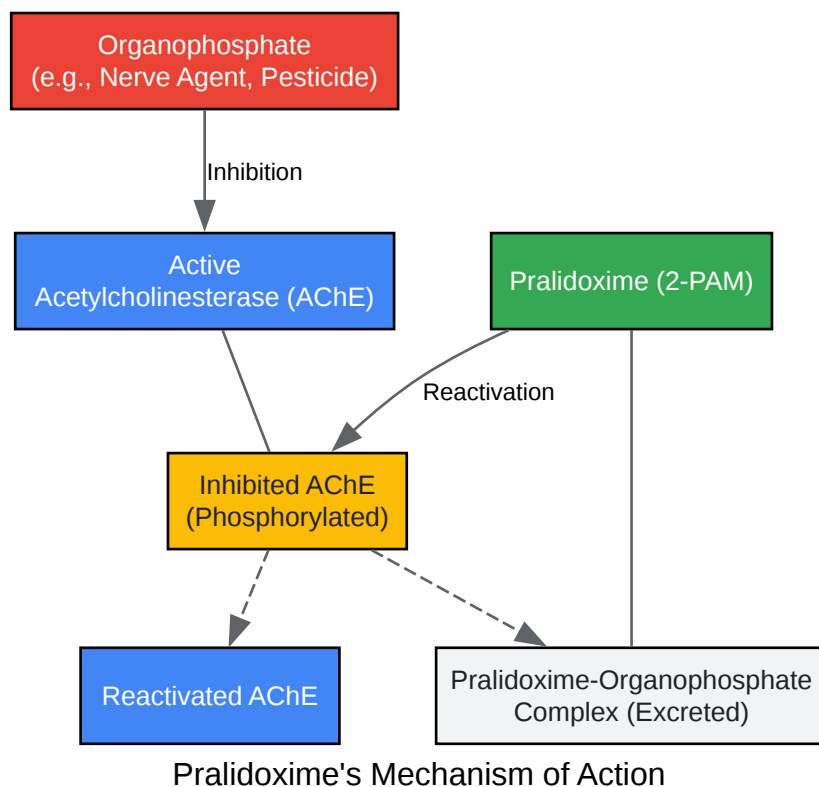 Organophosphate
(e.g., Nerve Agent, Pesticide)
Inhibition
Active
Acetylcholinesterase (AChE)
Pralidoxime (2-PAM)
Reactivation
Inhibited AChE
(Phosphorylated)
Reactivated AChE
Pralidoxime-Organophosphate
Complex (Excreted)
Pralidoxime's Mechanism of Action